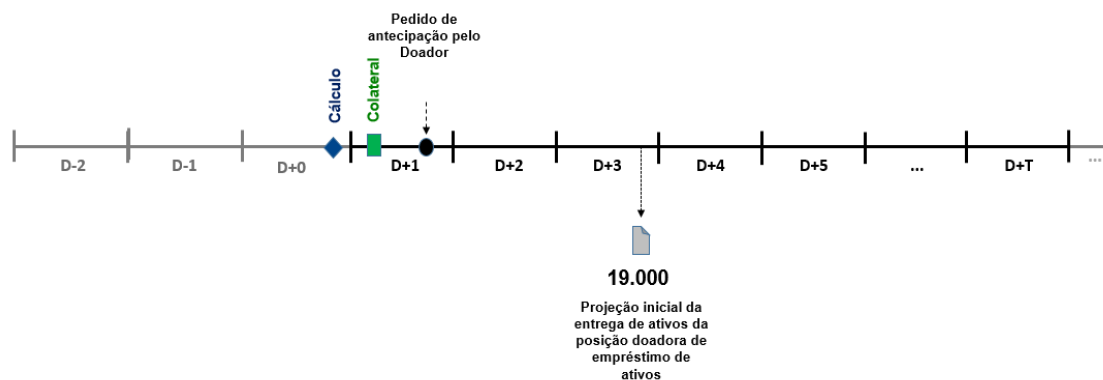 Pedido de
antecipação pelo
Doador
Cálculo
Colateral
D-2
D-1
D+0
D+1
D+2
D+3
D+4
D+5
...
D+T
...
19.000
Projeção inicial da
entrega de ativos da
posição doadora de
empréstimo de
ativos